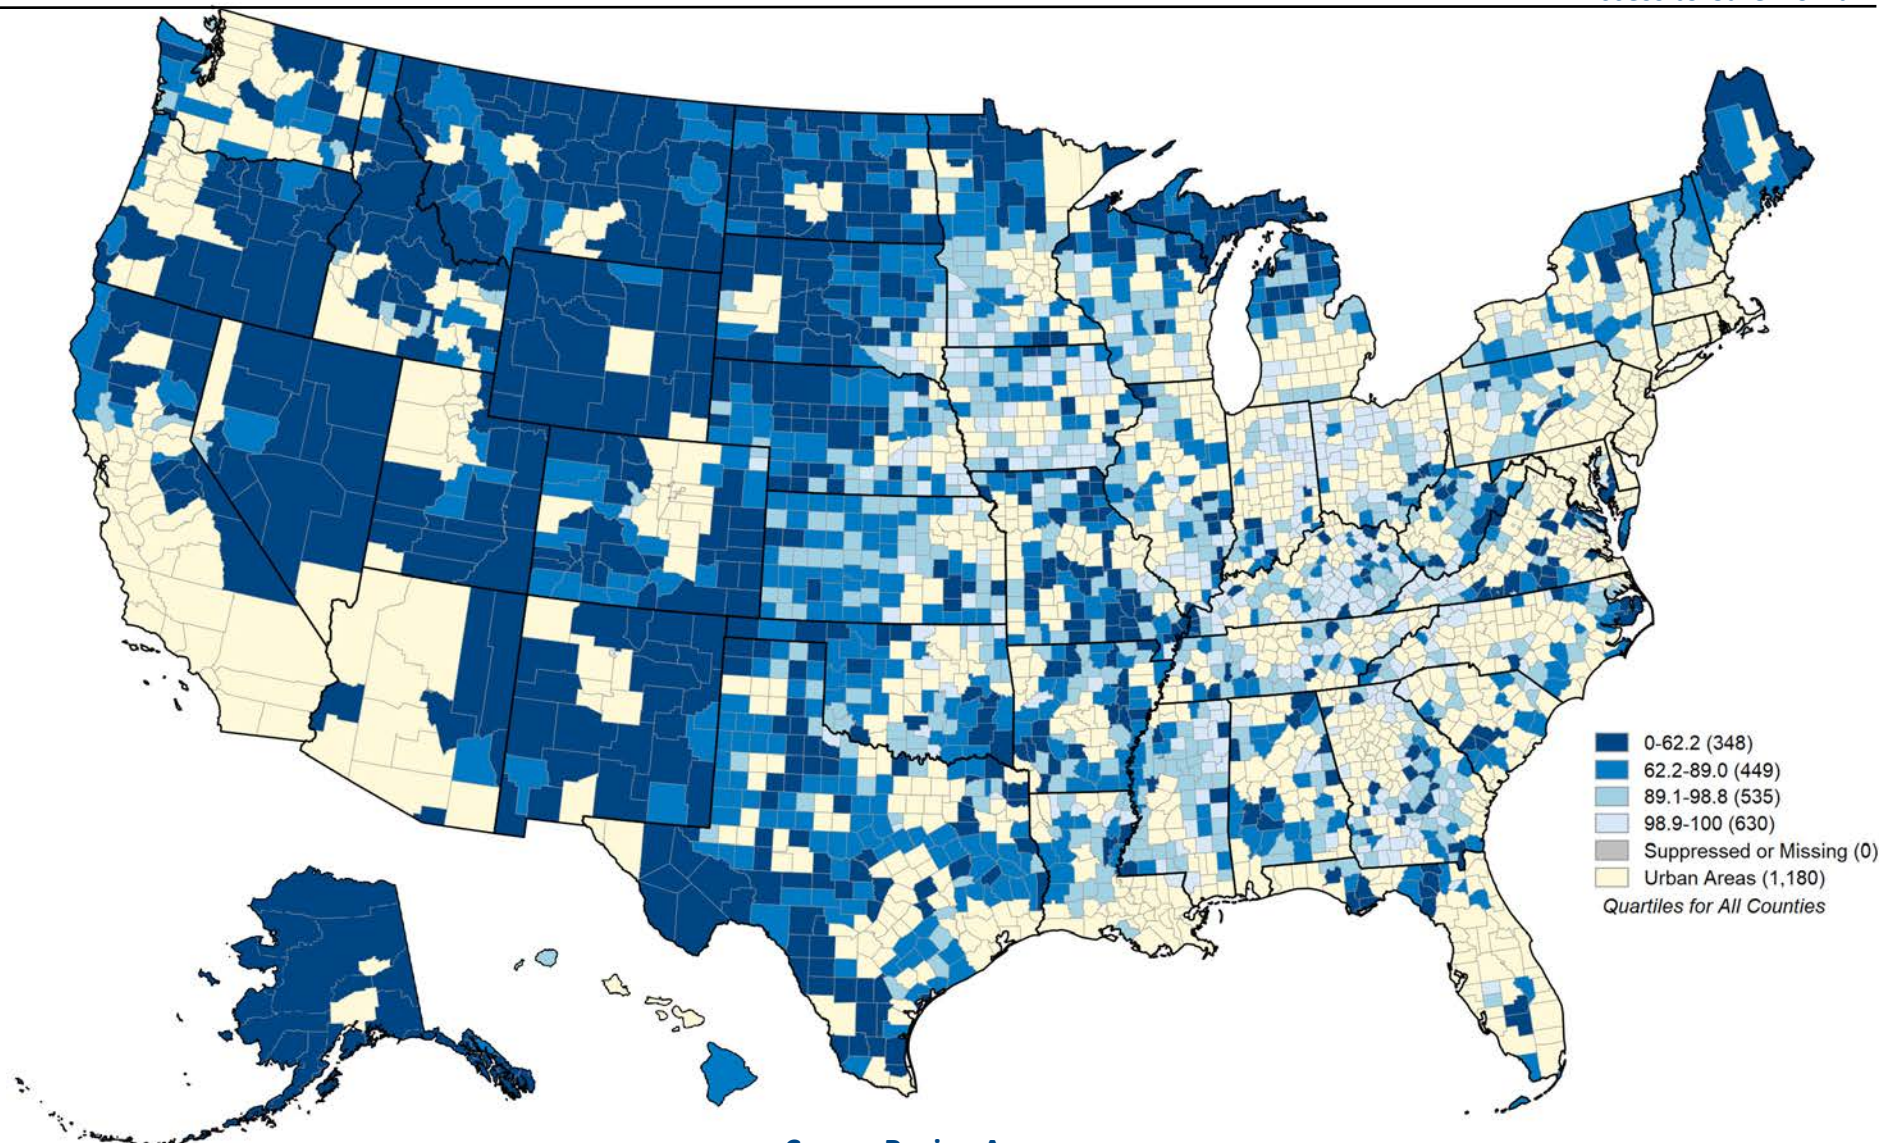 0-62.2 (348)
62.2-89.0 (449)
89.1-98.8 (535)
98.9-100 (630)
Suppressed or Missing (0)
Urban Areas (1,180)
Quartiles for All Counties